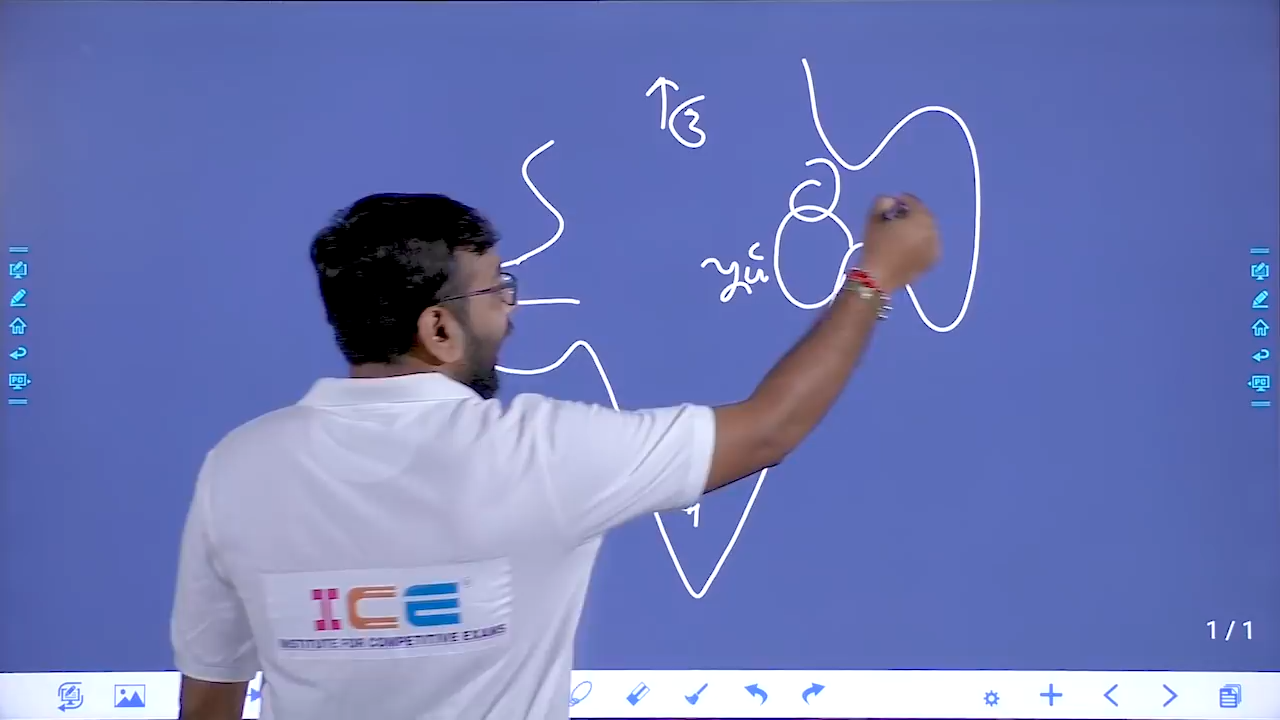 ઉ
પૂર્વ
1 / 1
ICE
INSTITUTE FOR COMPETITIVE EXAMS